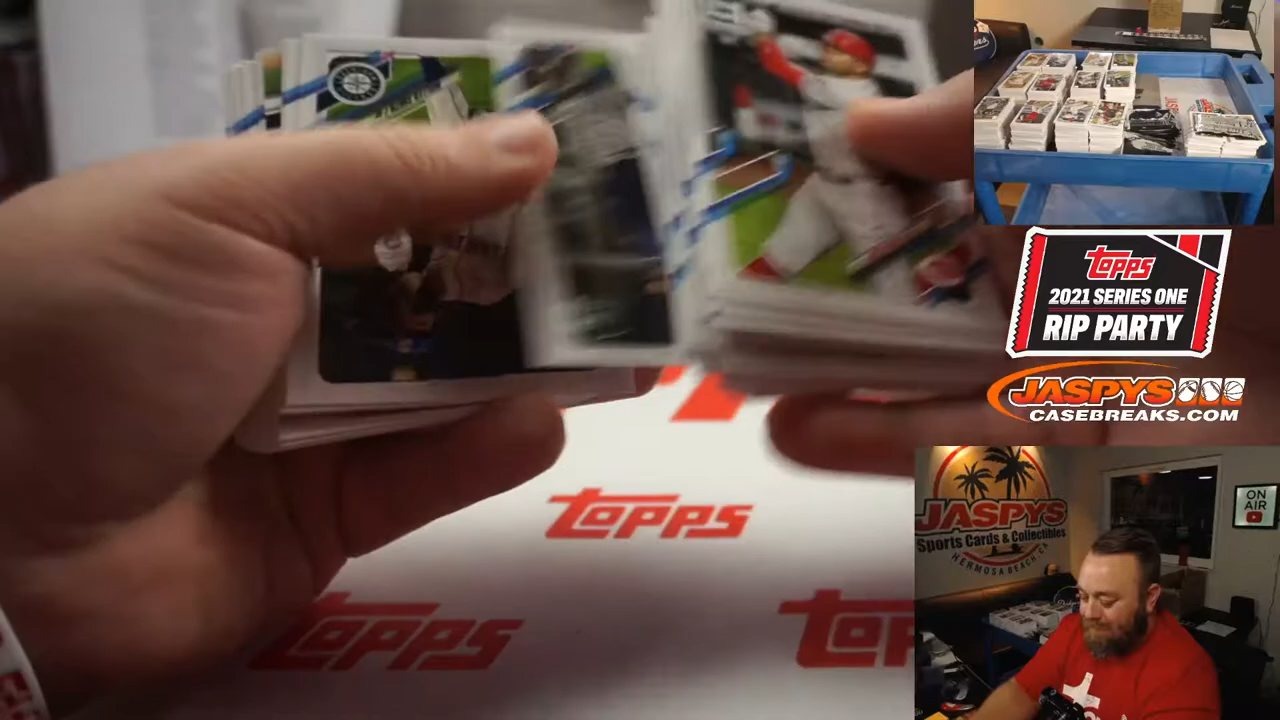 TOPPS
2021 SERIES ONE
RIP PARTY
JASPYS
CASEBREAKS.COM
JASPYS
Sports Cards & Collectibles
HERMOSA BEACH, CA
ON
AIR
TOPPS
TOPPS
TOPP